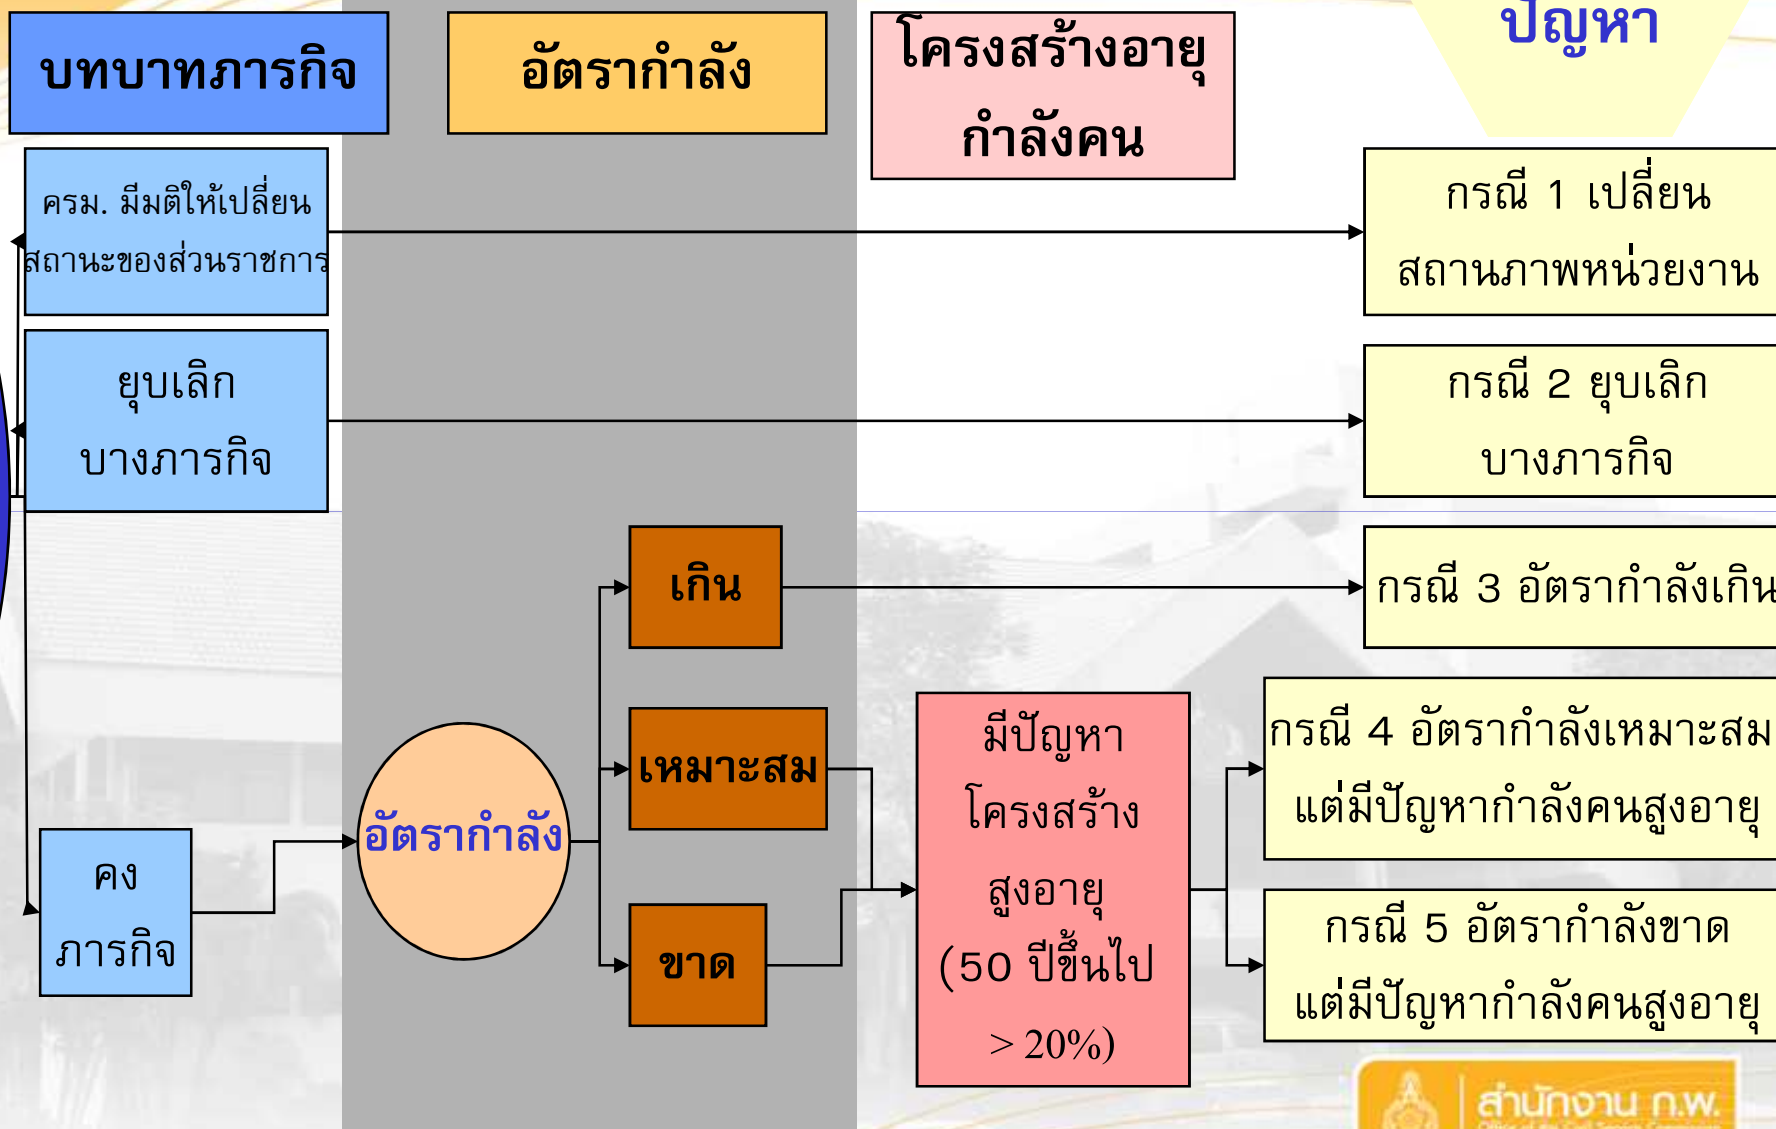 บทบาทภารกิจ
อัตรากำลัง
โครงสร้างอายุ
กำลังคน
ปัญหา
ครม. มีมติให้เปลี่ยน
สถานะของส่วนราชการ
กรณี 1 เปลี่ยน
สถานภาพหน่วยงาน
ยุบเลิก
บางภารกิจ
กรณี 2 ยุบเลิก
บางภารกิจ
เกิน
กรณี 3 อัตรากำลังเกิน
คง
ภารกิจ
อัตรากำลัง
เหมาะสม
ขาด
มีปัญหา
โครงสร้าง
สูงอายุ
(50 ปีขึ้นไป
> 20%)
กรณี 4 อัตรากำลังเหมาะสม
แต่มีปัญหากำลังคนสูงอายุ
กรณี 5 อัตรากำลังขาด
แต่มีปัญหากำลังคนสูงอายุ
สำนักงาน ก.พ.